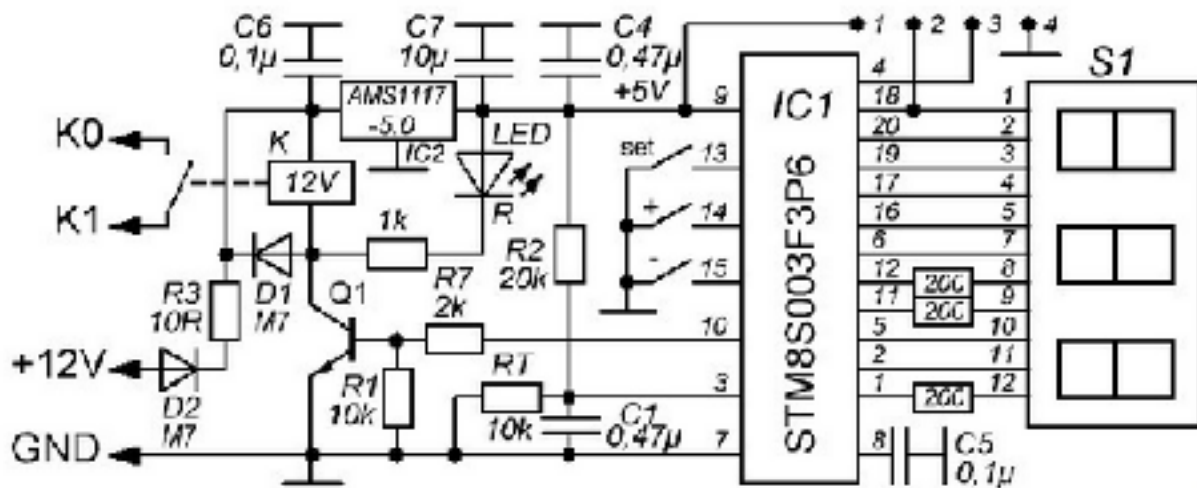 C6
0,1µ
C7
10µ
C4
0,47µ
1 2 3 4
S1
AMS1117
-5.0
IC2
+5V
9
IC1
STM8S003F3P6
4
18
20
19
17
16
6
12
11
5
2
1
8
1
2
3
4
5
7
8
9
10
11
12
K0
K1
K
12V
LED
R
set
13
+
14
-
15
1k
R2
20k
R7
2k
R3
10R
D1
M7
Q1
10
200
200
200
+12V
D2
M7
R1
10k
RT
10k
3
C1
0,47µ
GND
7
C5
0,1µ